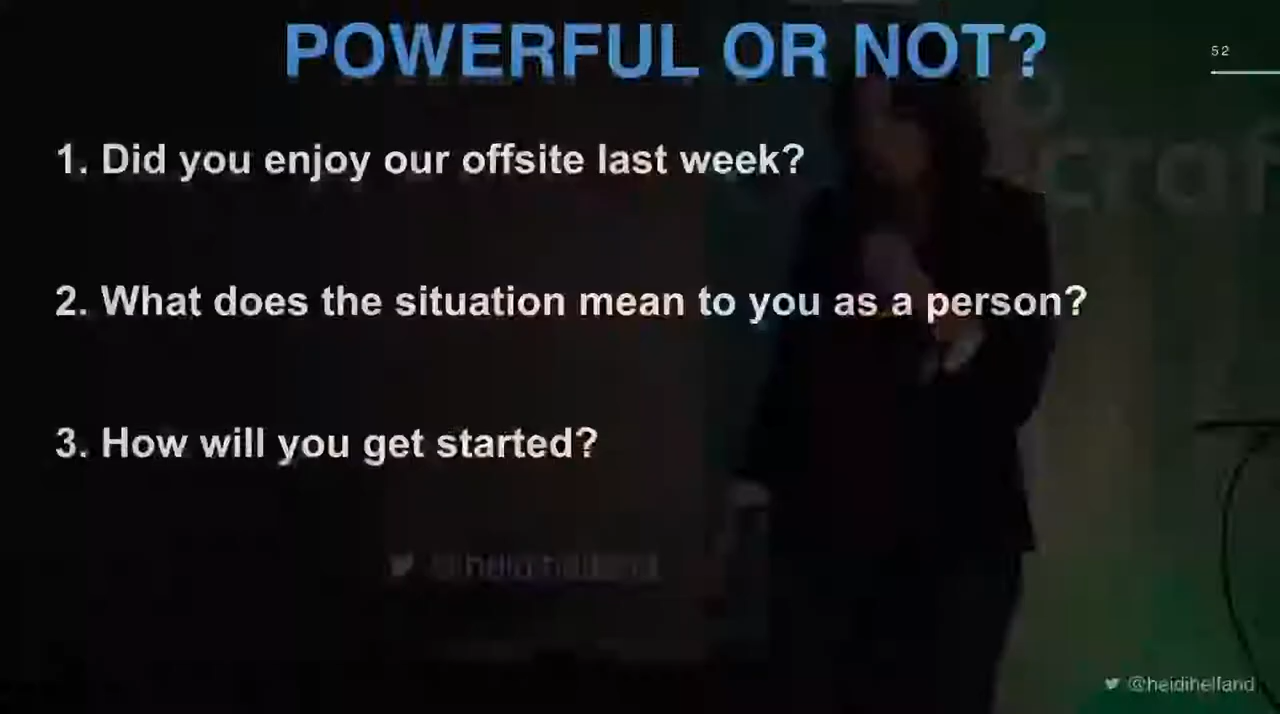 POWERFUL OR NOT?
52
1. Did you enjoy our offsite last week?
2. What does the situation mean to you as a person?
3. How will you get started?
@heidihelfand
@heidihelfand